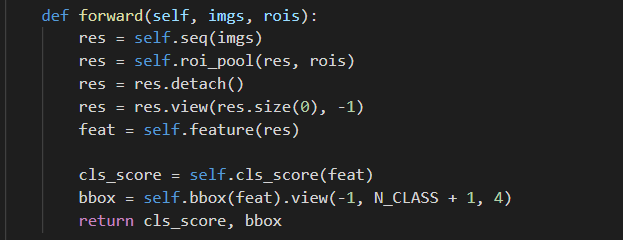 def forward(self, imgs, rois):
    res = self.seq(imgs)
    res = self.roi_pool(res, rois)
    res = res.detach()
    res = res.view(res.size(0), -1)
    feat = self.feature(res)

    cls_score = self.cls_score(feat)
    bbox = self.bbox(feat).view(-1, N_CLASS + 1, 4)
    return cls_score, bbox